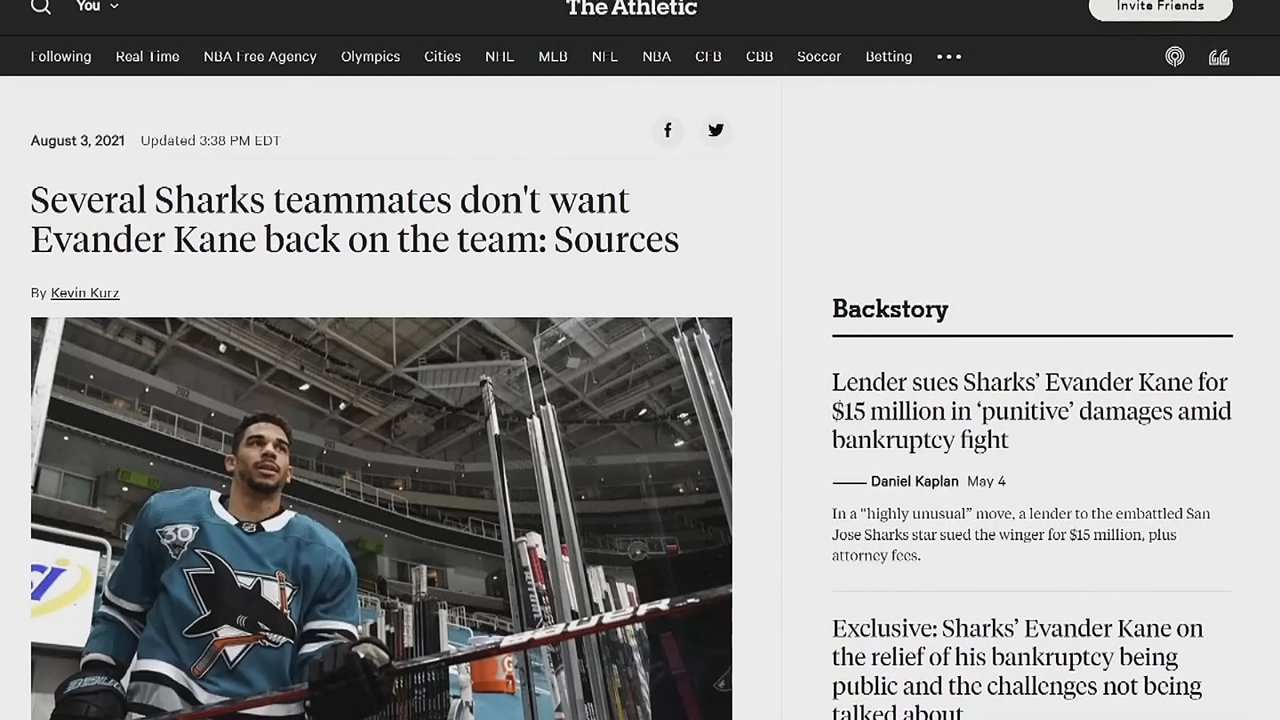 You
The Athletic
Invite Friends
Following Real Time NBA Free Agency Olympics Cities NHL MLB NFL NBA CFB CBB Soccer Betting
August 3, 2021 Updated 3:38 PM EDT
Several Sharks teammates don't want
Evander Kane back on the team: Sources
By Kevin Kurz
30
BAUER
G
Backstory
Lender sues Sharks’ Evander Kane for
$15 million in ‘punitive’ damages amid
bankruptcy fight
Daniel Kaplan May 4
In a “highly unusual” move, a lender to the embattled San
Jose Sharks star sued the winger for $15 million, plus
attorney fees.
Exclusive: Sharks’ Evander Kane on
the relief of his bankruptcy being
public and the challenges not being
talked about